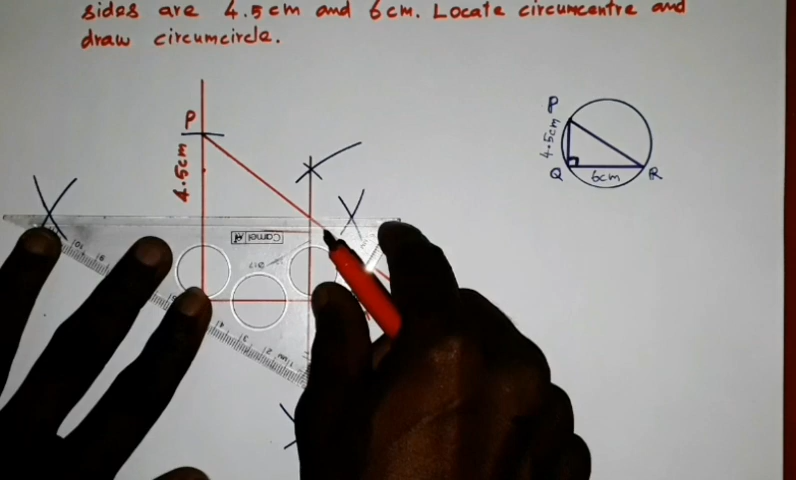 sides are 4.5cm and 6cm. Locate circumcentre and
draw circumcircle.
P
4.5cm
Camel
P
4.5cm
Q
6cm
R